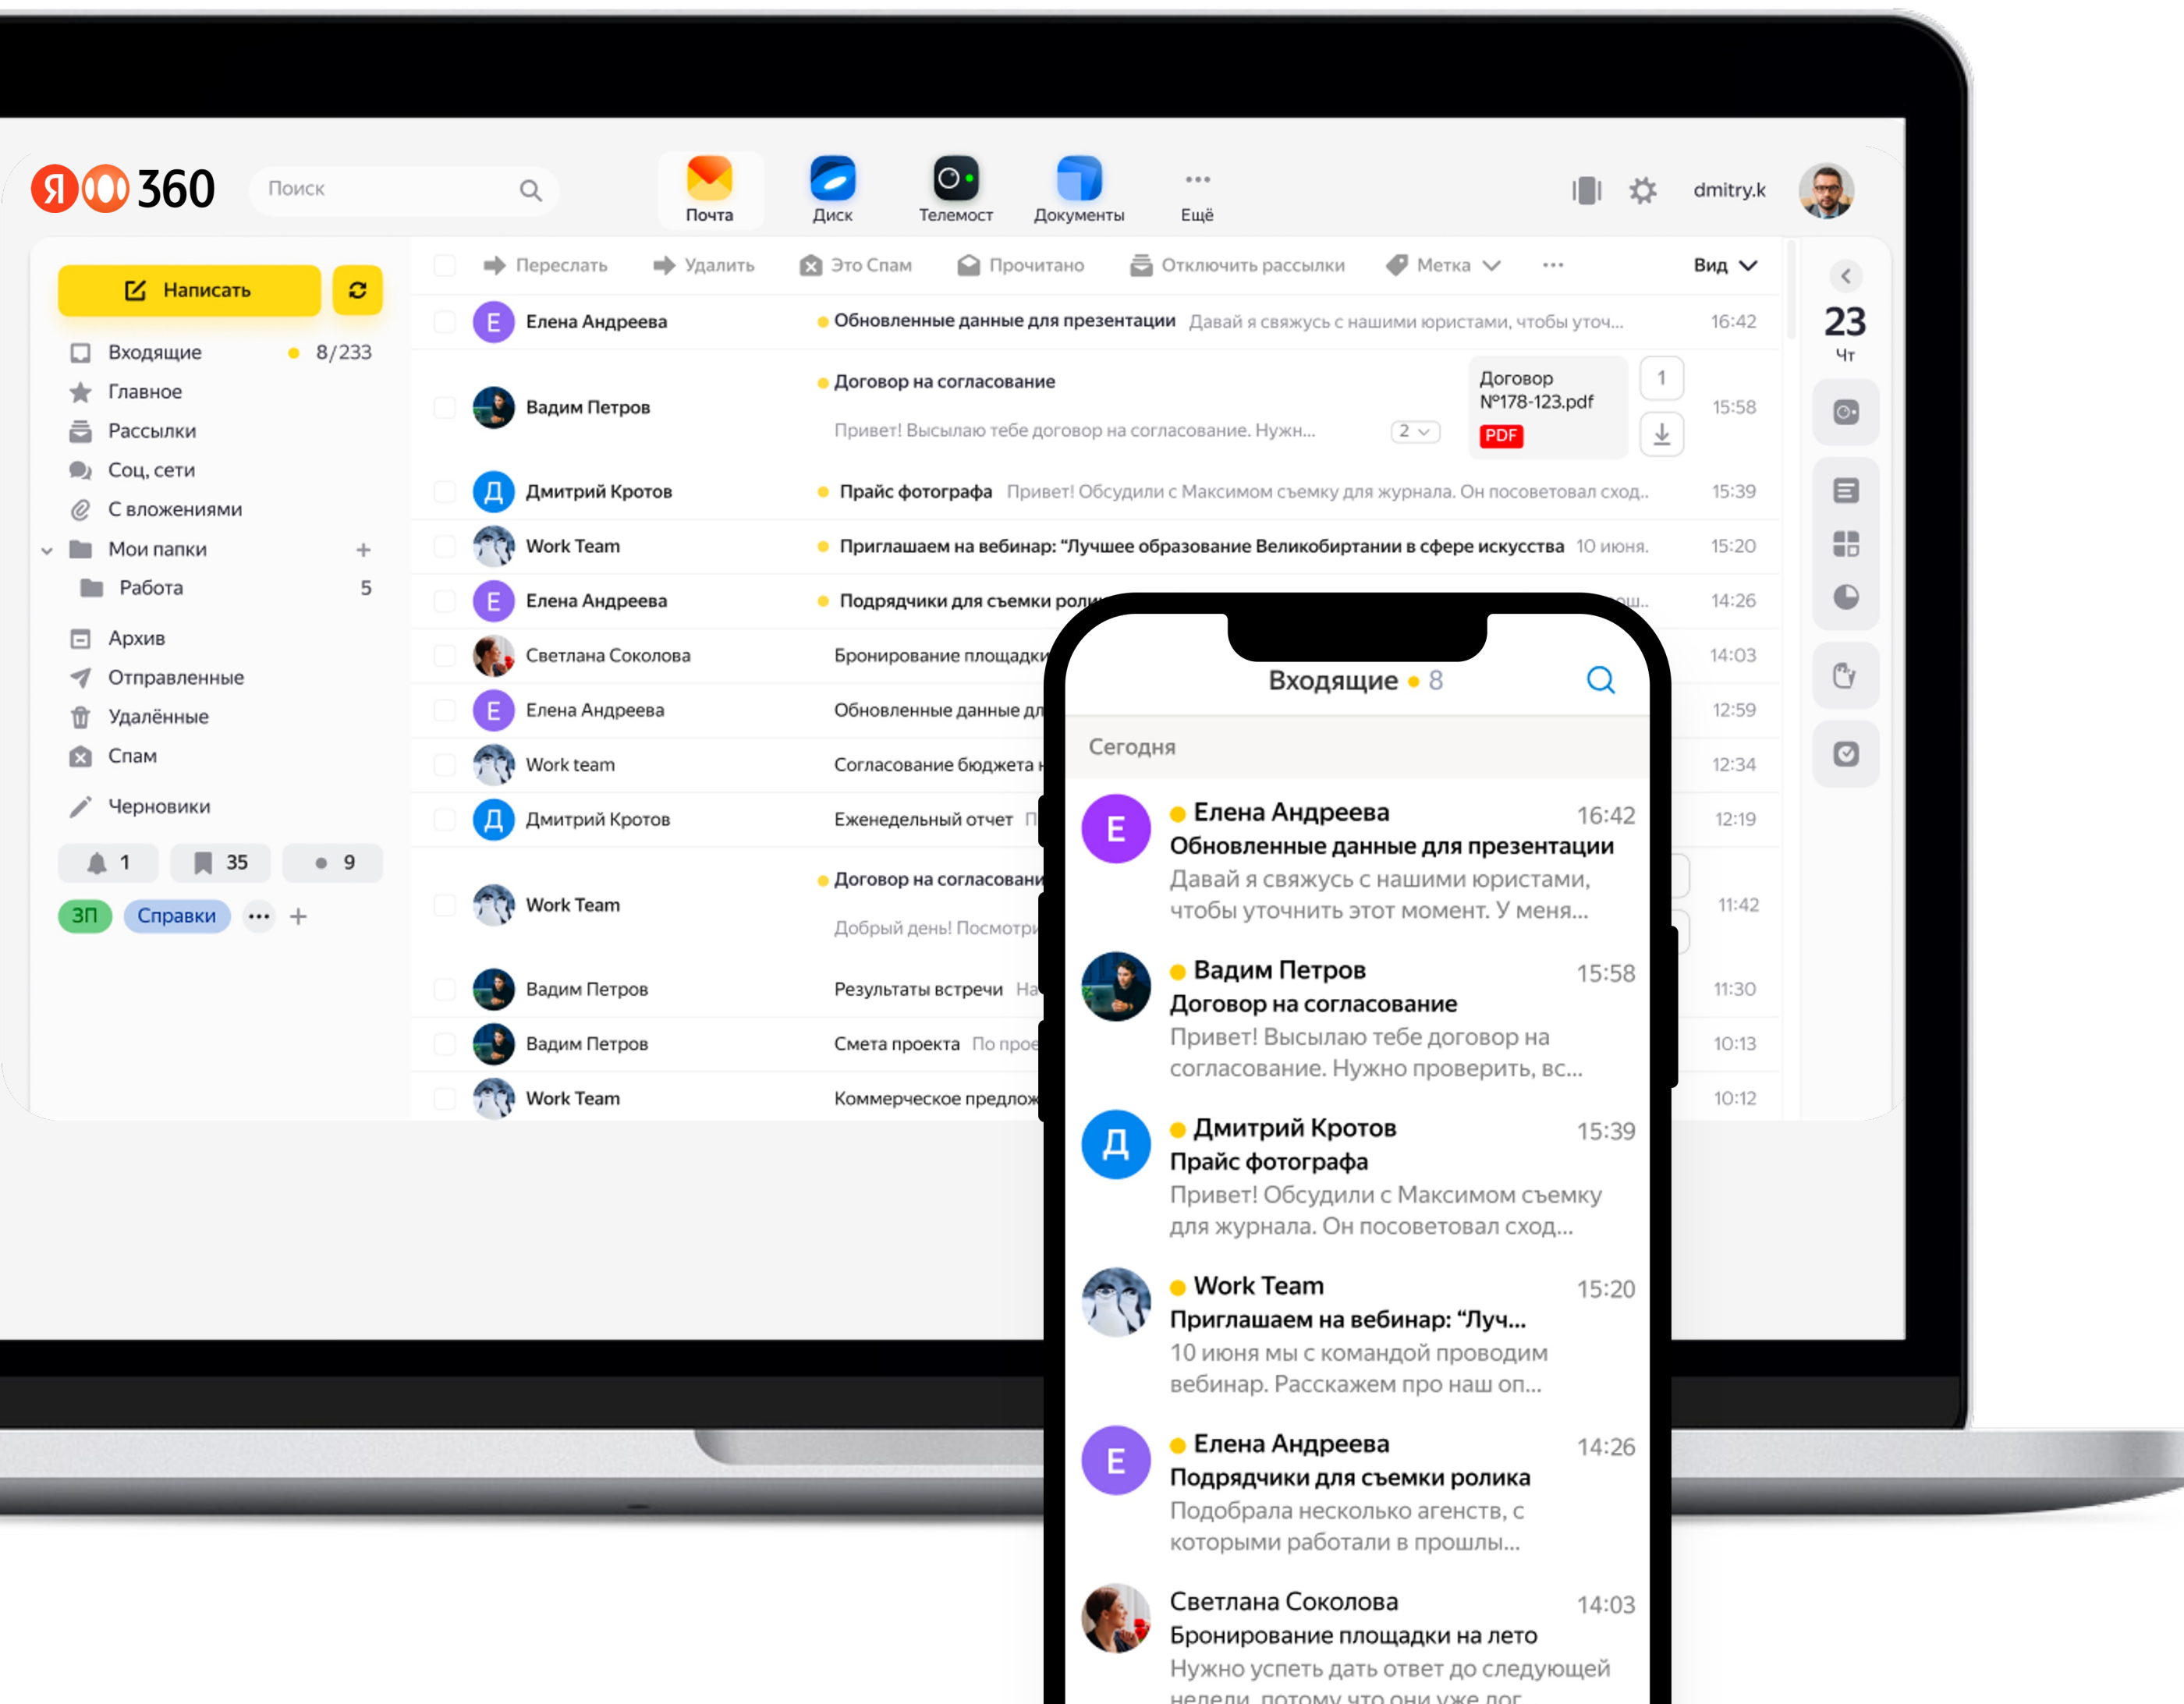 Я 360
Поиск
Почта
Диск
Телемост
Документы
Ещё
dmitry.k
Написать
Входящие 8/233
Главное
Рассылки
Соц, сети
С вложениями
Мои папки +
Работа 5
Архив
Отправленные
Удалённые
Спам
Черновики
1 35 9
ЗП Справки ••• +
Переслать Удалить Это Спам Прочитано Отключить рассылки Метка ••• Вид
Е Елена Андреева Обновленные данные для презентации Давай я свяжусь с нашими юристами, чтобы уточ... 16:42
Вадим Петров Договор на согласование 15:58
Привет! Высылаю тебе договор на согласование. Нужн... 2
Договор
№178-123.pdf
PDF
1
Д Дмитрий Кротов Прайс фотографа Привет! Обсудили с Максимом съемку для журнала. Он посоветовал сход.. 15:39
Work Team Приглашаем на вебинар: “Лучшее образование Великобиртании в сфере искусства 10 июня. 15:20
Е Елена Андреева Подрядчики для съемки 14:26
Светлана Соколова Бронирование площадки 14:03
Е Елена Андреева Обновленные данные 12:59
Work team Согласование бюджета 12:34
Д Дмитрий Кротов Еженедельный отчет 12:19
Work Team Договор на 11:42
Добрый день!
Вадим Петров Результаты встречи 11:30
Вадим Петров Смета проекта По 10:13
Work Team Коммерческое 10:12
23
Чт
Входящие 8
Сегодня
Е Елена Андреева 16:42
Обновленные данные для презентации
Давай я свяжусь с нашими юристами,
чтобы уточнить этот момент. У меня...
Вадим Петров 15:58
Договор на согласование
Привет! Высылаю тебе договор на
согласование. Нужно проверить, вс...
Д Дмитрий Кротов 15:39
Прайс фотографа
Привет! Обсудили с Максимом съемку
для журнала. Он посоветовал сход...
Work Team 15:20
Приглашаем на вебинар: “Луч...
10 июня мы с командой проводим
вебинар. Расскажем про наш оп...
Е Елена Андреева 14:26
Подрядчики для съемки ролика
Подобрала несколько агенств, с
которыми работали в прошлы...
Светлана Соколова 14:03
Бронирование площадки на лето
Нужно успеть дать ответ до следующей
недели, потому что они уже